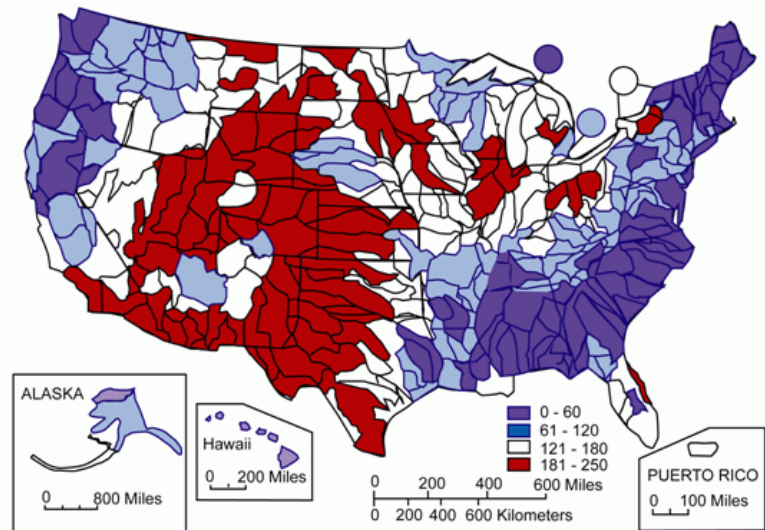 ALASKA
0 800 Miles
Hawaii
0 200 Miles
0 - 60
61 - 120
121 - 180
181 - 250
0 200 400 600 Miles
0 200 400 600 Kilometers
PUERTO RICO
0 100 Miles